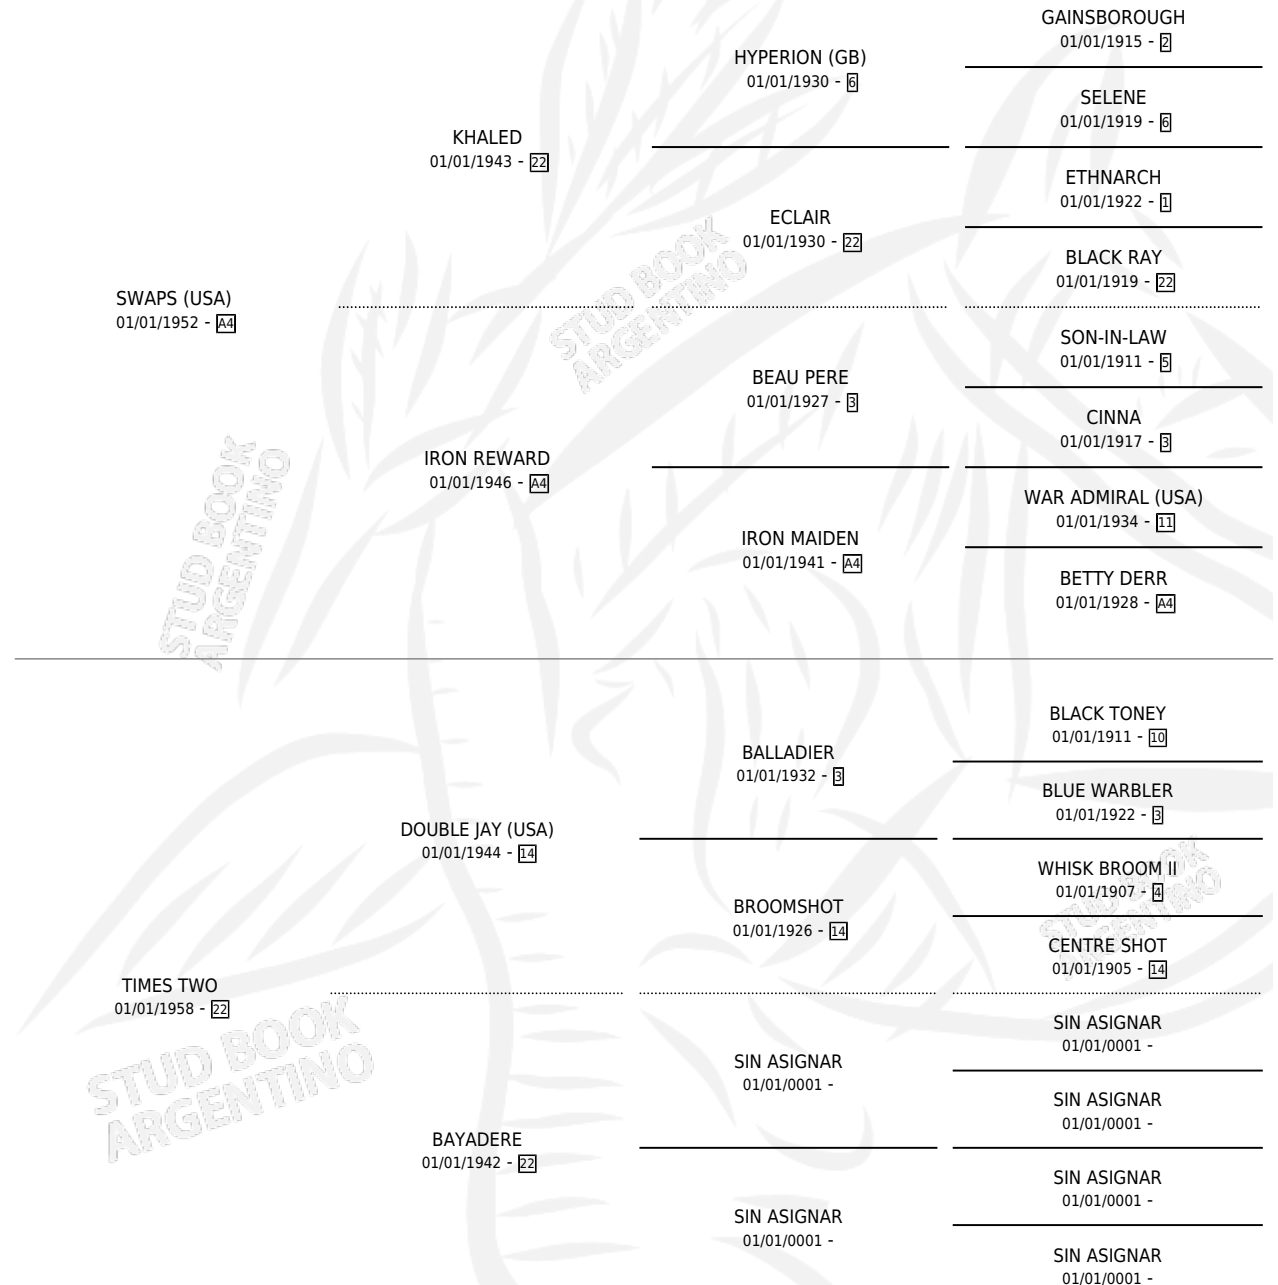 GAINSBOROUGH
01/01/1915 - 2
HYPERION (GB)
01/01/1930 - 6
SELENE
01/01/1919 - 6
KHALED
01/01/1943 - 22
ETHNARCH
01/01/1922 - 1
ECLAIR
01/01/1930 - 22
BLACK RAY
01/01/1919 - 22
SWAPS (USA)
01/01/1952 - A4
STUD BOOK
ARGENTINO
SON-IN-LAW
01/01/1911 - 5
BEAU PERE
01/01/1927 - 3
CINNA
01/01/1917 - 3
IRON REWARD
01/01/1946 - A4
WAR ADMIRAL (USA)
01/01/1934 - 11
IRON MAIDEN
01/01/1941 - A4
BETTY DERR
01/01/1928 - A4
STUD BOOK
ARGENTINO
BLACK TONEY
01/01/1911 - 10
BALLADIER
01/01/1932 - 3
BLUE WARBLER
01/01/1922 - 3
DOUBLE JAY (USA)
01/01/1944 - 14
WHISK BROOM II
01/01/1907 - 4
BROOMSHOT
01/01/1926 - 14
CENTRE SHOT
01/01/1905 - 14
STUD BOOK
ARGENTINO
TIMES TWO
01/01/1958 - 22
SIN ASIGNAR
01/01/0001 -
SIN ASIGNAR
01/01/0001 -
SIN ASIGNAR
01/01/0001 -
STUD BOOK
ARGENTINO
BAYADERE
01/01/1942 - 22
SIN ASIGNAR
01/01/0001 -
SIN ASIGNAR
01/01/0001 -
SIN ASIGNAR
01/01/0001 -